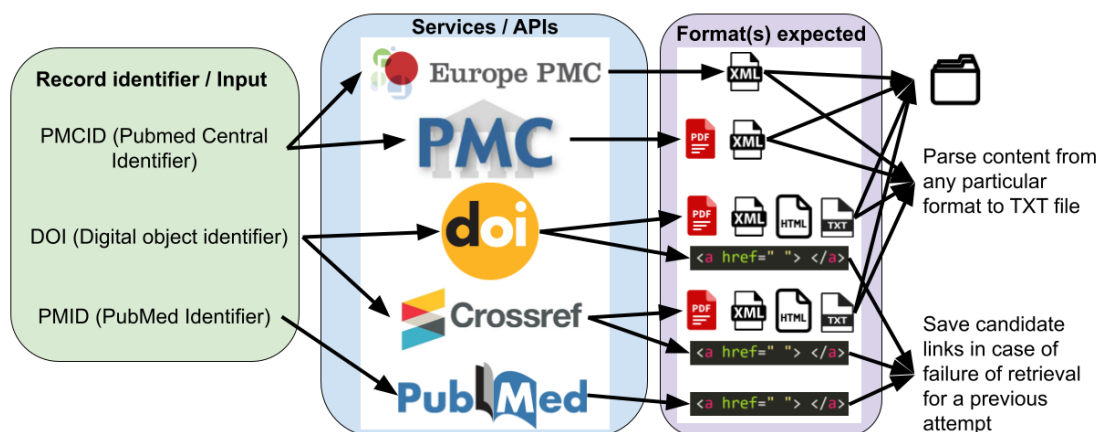 Record identifier / Input
PMCID (Pubmed Central
Identifier)
DOI (Digital object identifier)
PMID (PubMed Identifier)
Services / APIs
Europe PMC
PMC
doi
Crossref
PubMed
Format(s) expected
XML
PDF
XML
PDF
XML
HTML
TXT
<a href=" "> </a>
PDF
XML
HTML
TXT
<a href=" "> </a>
<a href=" "> </a>
Parse content from
any particular
format to TXT file
Save candidate
links in case of
failure of retrieval
for a previous
attempt